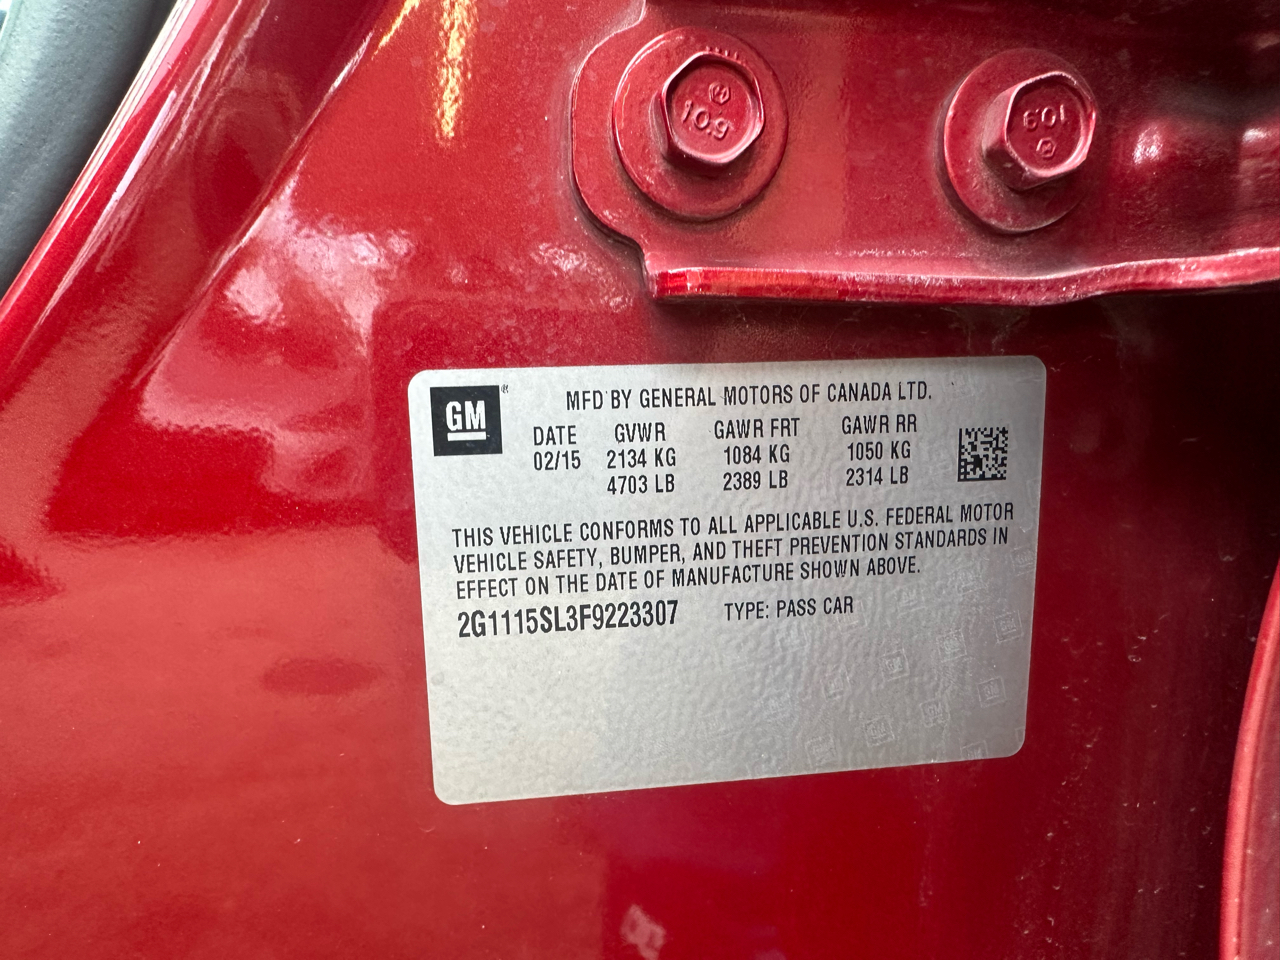 10.9
10.9
GM
MFD BY GENERAL MOTORS OF CANADA LTD.
DATE GVWR GAWR FRT GAWR RR
02/15 2134 KG 1084 KG 1050 KG
4703 LB 2389 LB 2314 LB
THIS VEHICLE CONFORMS TO ALL APPLICABLE U.S. FEDERAL MOTOR
VEHICLE SAFETY, BUMPER, AND THEFT PREVENTION STANDARDS IN
EFFECT ON THE DATE OF MANUFACTURE SHOWN ABOVE.
2G1115SL3F9223307 TYPE: PASS CAR